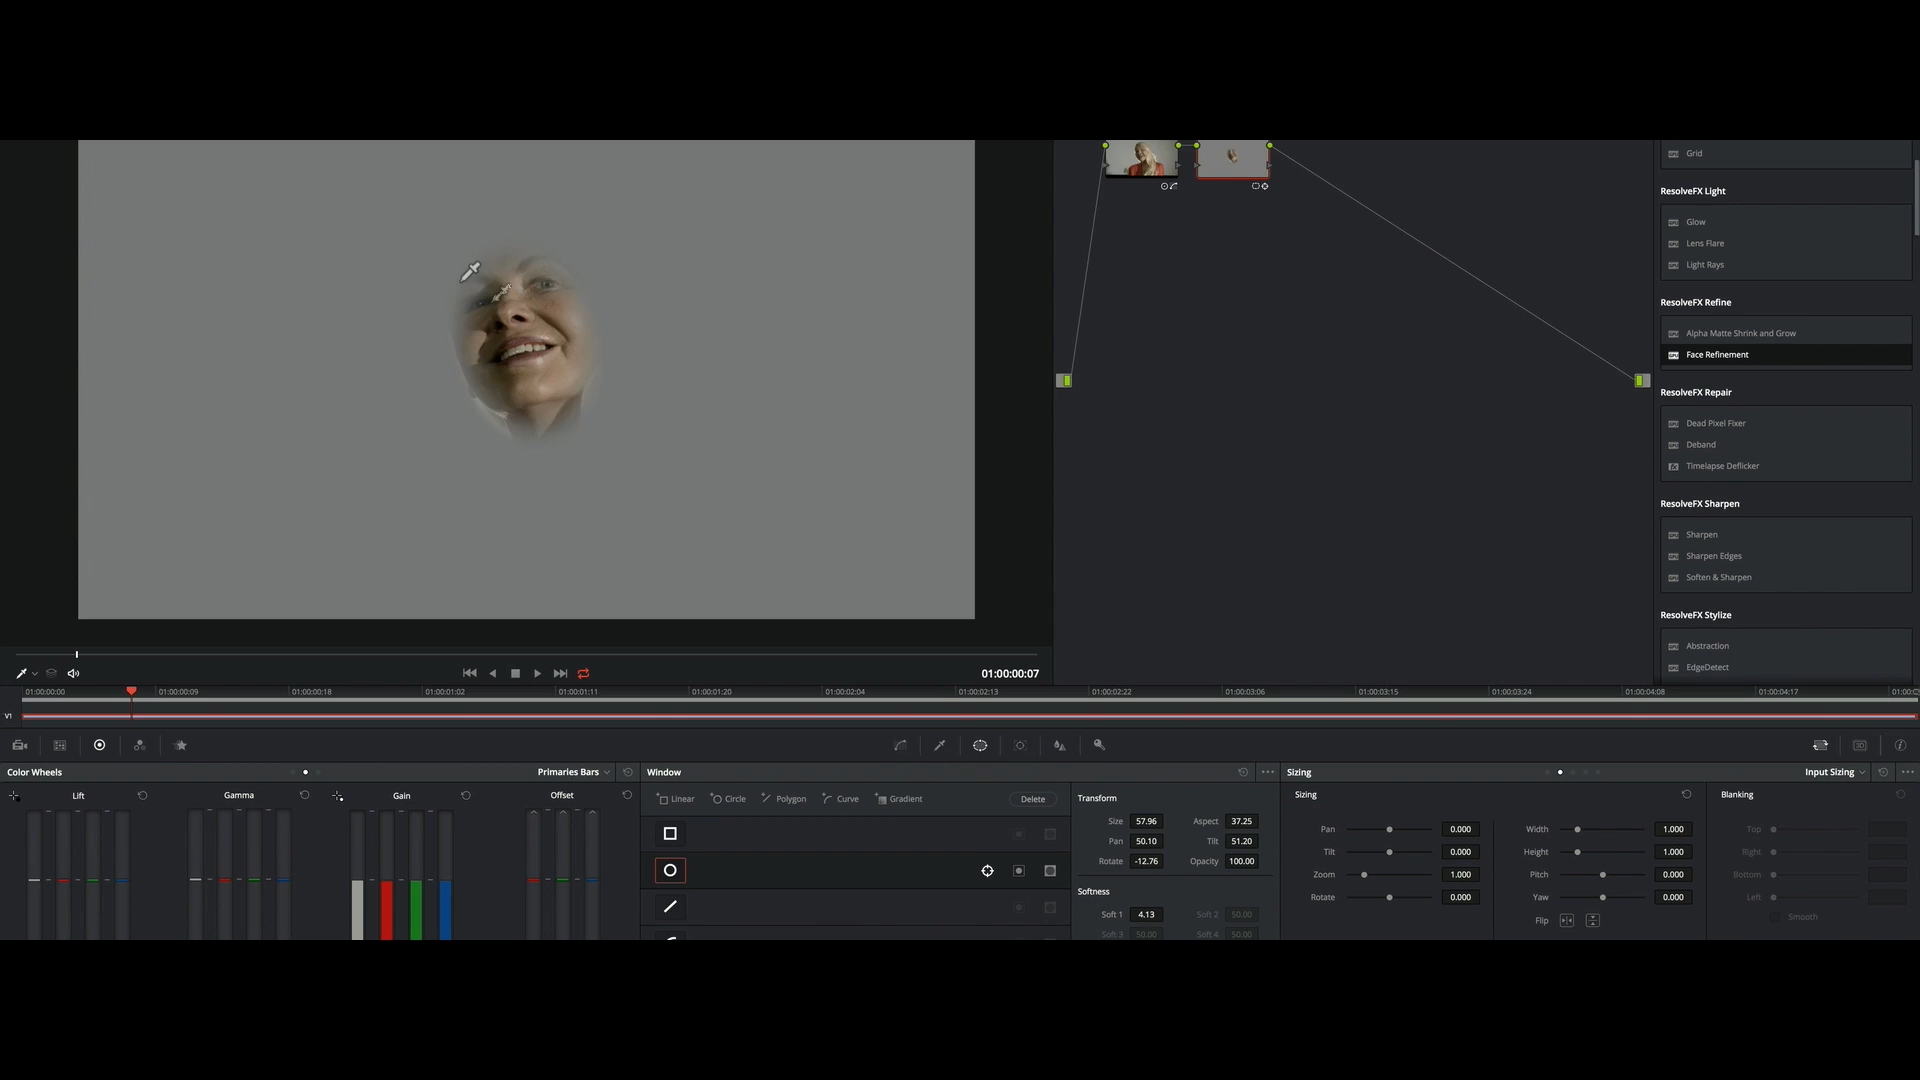 Grid
ResolveFX Light
Glow
Lens Flare
Light Rays
ResolveFX Refine
Alpha Matte Shrink and Grow
Face Refinement
ResolveFX Repair
Dead Pixel Fixer
Deband
Timelapse Deflicker
ResolveFX Sharpen
Sharpen
Sharpen Edges
Soften & Sharpen
ResolveFX Stylize
Abstraction
EdgeDetect
01:00:00:07
01:00:00:00 01:00:00:09 01:00:00:18 01:00:01:02 01:00:01:11 01:00:01:20 01:00:02:04 01:00:02:13 01:00:02:22 01:00:03:06 01:00:03:15 01:00:03:24 01:00:04:08 01:00:04:17
V1
Color Wheels Primaries Bars
Lift Gamma Gain Offset
Window
Linear Circle Polygon Curve Gradient Delete
Transform
Size 57.96 Aspect 37.25
Pan 50.10 Tilt 51.20
Rotate -12.76 Opacity 100.00
Softness
Soft 1 4.13 Soft 2 50.00
Soft 3 50.00 Soft 4 50.00
Sizing Input Sizing
Sizing Blanking
Pan 0.000 Width 1.000 Top
Tilt 0.000 Height 1.000 Right
Zoom 1.000 Pitch 0.000 Bottom
Rotate 0.000 Yaw 0.000 Left
Flip Smooth